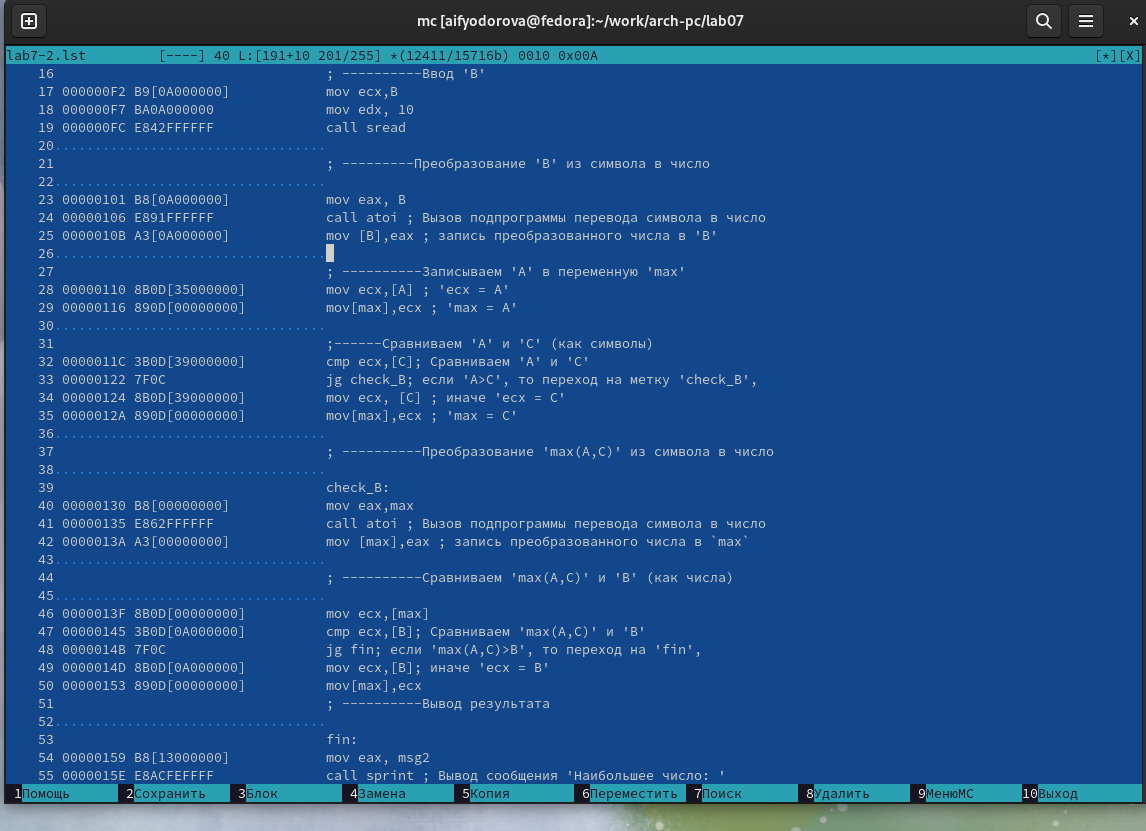 mc [aifyodorova@fedora]:~/work/arch-pc/lab07
lab7-2.lst [----] 40 L:[191+10 201/255] *(12411/15716b) 0010 0x00A [*][X]
16 ; ----------Ввод 'B'
17 000000F2 B9[0A000000] mov ecx,B
18 000000F7 BA0A000000 mov edx, 10
19 000000FC E842FFFFFF call sread
20..................................
21 ; ---------Преобразование 'B' из символа в число
22..................................
23 00000101 B8[0A000000] mov eax, B
24 00000106 E891FFFFFF call atoi ; Вызов подпрограммы перевода символа в число
25 0000010B A3[0A000000] mov [B],eax ; запись преобразованного числа в 'B'
26..................................
27 ; ----------Записываем 'A' в переменную 'max'
28 00000110 8B0D[35000000] mov ecx,[A] ; 'ecx = A'
29 00000116 890D[00000000] mov[max],ecx ; 'max = A'
30..................................
31 ;------Сравниваем 'A' и 'C' (как символы)
32 0000011C 3B0D[39000000] cmp ecx,[C]; Сравниваем 'A' и 'C'
33 00000122 7F0C jg check_B; если 'A>C', то переход на метку 'check_B',
34 00000124 8B0D[39000000] mov ecx, [C] ; иначе 'ecx = C'
35 0000012A 890D[00000000] mov[max],ecx ; 'max = C'
36..................................
37 ; ----------Преобразование 'max(A,C)' из символа в число
38..................................
39 check_B:
40 00000130 B8[00000000] mov eax,max
41 00000135 E862FFFFFF call atoi ; Вызов подпрограммы перевода символа в число
42 0000013A A3[00000000] mov [max],eax ; запись преобразованного числа в `max`
43..................................
44 ; ----------Сравниваем 'max(A,C)' и 'B' (как числа)
45..................................
46 0000013F 8B0D[00000000] mov ecx,[max]
47 00000145 3B0D[0A000000] cmp ecx,[B]; Сравниваем 'max(A,C)' и 'B'
48 0000014B 7F0C jg fin; если 'max(A,C)>B', то переход на 'fin',
49 0000014D 8B0D[0A000000] mov ecx,[B]; иначе 'ecx = B'
50 00000153 890D[00000000] mov[max],ecx
51 ; ----------Вывод результата
52..................................
53 fin:
54 00000159 B8[13000000] mov eax, msg2
55 0000015E E8ACFEFFFF call sprint ; Вывод сообщения 'Наибольшее число: '
1Помощь 2Сохранить 3Блок 4Замена 5Копия 6Переместить 7Поиск 8Удалить 9МенюМС 10Выход